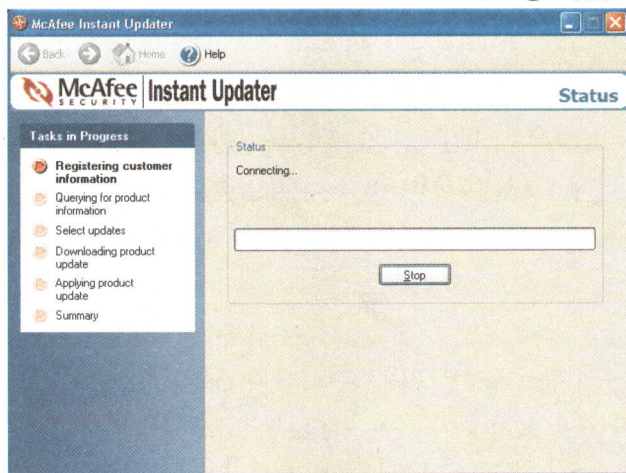 McAfee Instant Updater
Back Home Help
McAfee SECURITY Instant Updater
Status
Tasks in Progress
Registering customer
information
Querying for product
information
Select updates
Downloading product
update
Applying product
update
Summary
Status
Connecting...
Stop